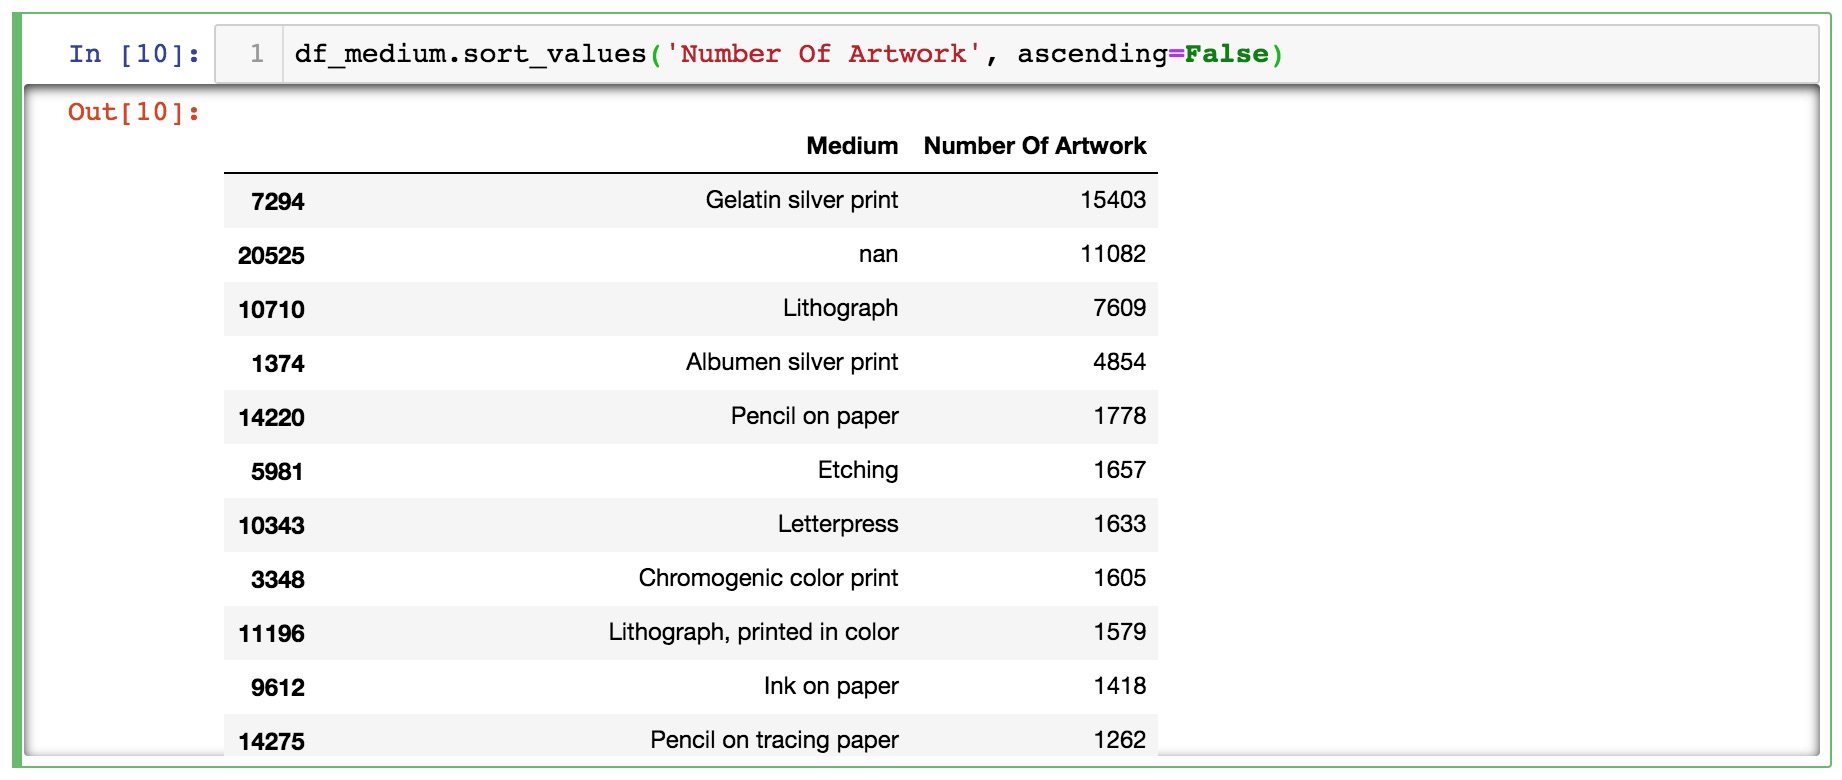 In [10]: 1 df_medium.sort_values('Number Of Artwork', ascending=False)
Out[10]:
Medium Number Of Artwork
7294 Gelatin silver print 15403
20525 nan 11082
10710 Lithograph 7609
1374 Albumen silver print 4854
14220 Pencil on paper 1778
5981 Etching 1657
10343 Letterpress 1633
3348 Chromogenic color print 1605
11196 Lithograph, printed in color 1579
9612 Ink on paper 1418
14275 Pencil on tracing paper 1262